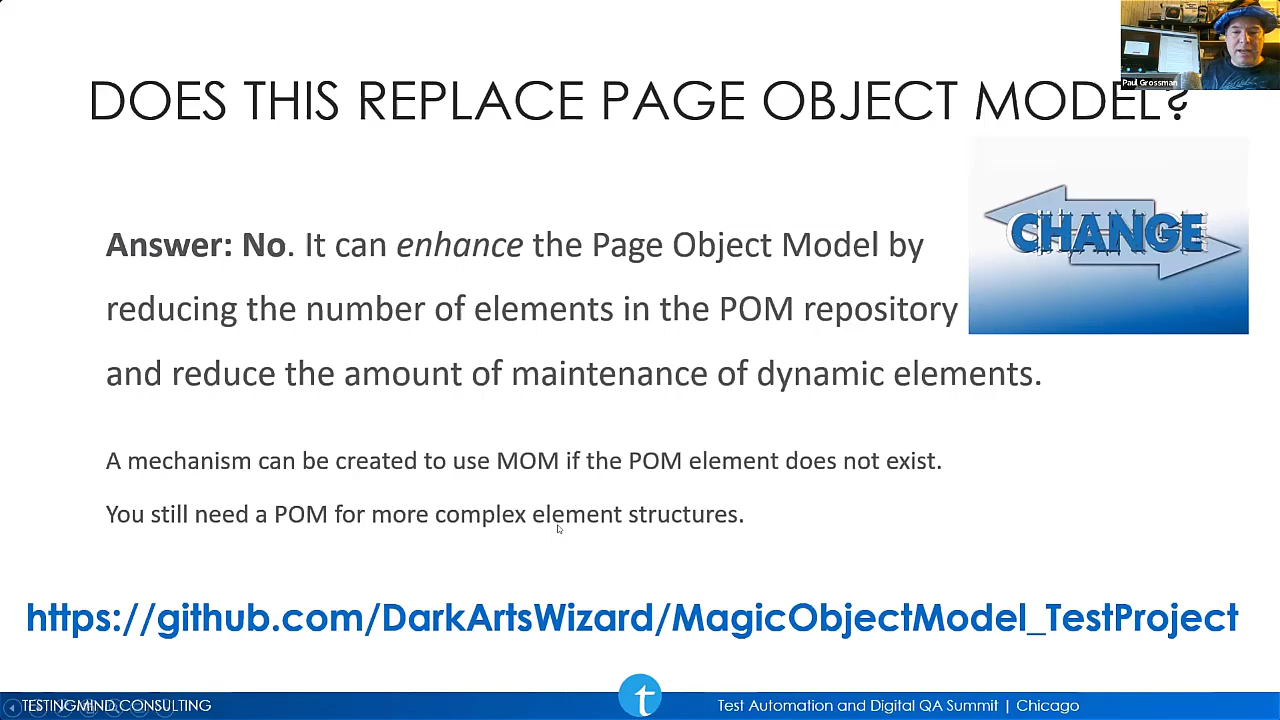 Paul Grossman
DOES THIS REPLACE PAGE OBJECT MODEL?
CHANGE
Answer: No. It can enhance the Page Object Model by
reducing the number of elements in the POM repository
and reduce the amount of maintenance of dynamic elements.
A mechanism can be created to use MOM if the POM element does not exist.
You still need a POM for more complex element structures.
https://github.com/DarkArtsWizard/MagicObjectModel_TestProject
TESTINGMIND CONSULTING
t
Test Automation and Digital QA Summit | Chicago